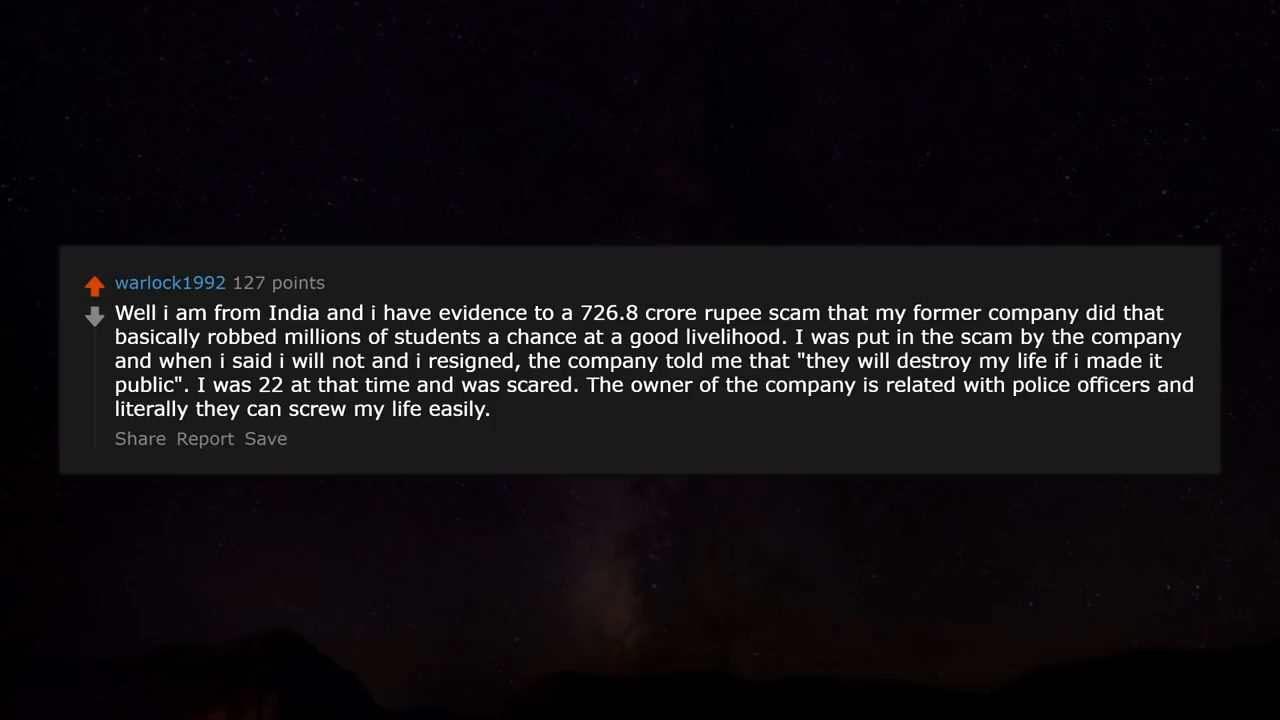 warlock1992 127 points
Well i am from India and i have evidence to a 726.8 crore rupee scam that my former company did that
basically robbed millions of students a chance at a good livelihood. I was put in the scam by the company
and when i said i will not and i resigned, the company told me that "they will destroy my life if i made it
public". I was 22 at that time and was scared. The owner of the company is related with police officers and
literally they can screw my life easily.
Share Report Save